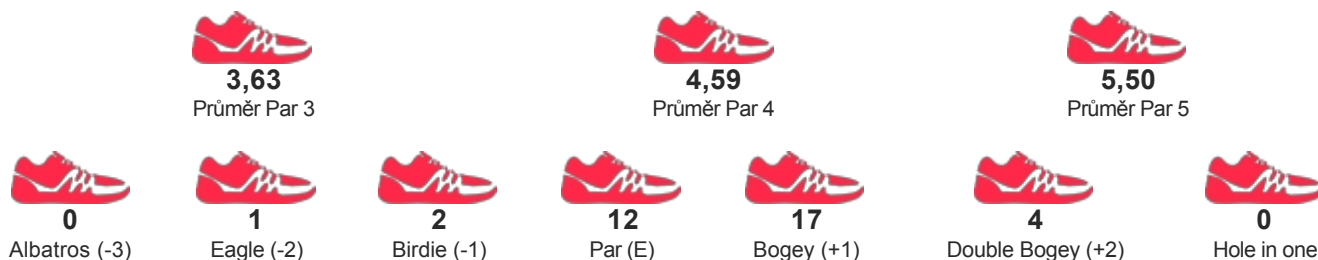 3,63 4,59 5,50
Průměr Par 3 Průměr Par 4 Průměr Par 5
0 1 2 12 17 4 0
Albatros (-3) Eagle (-2) Birdie (-1) Par (E) Bogey (+1) Double Bogey (+2) Hole in one